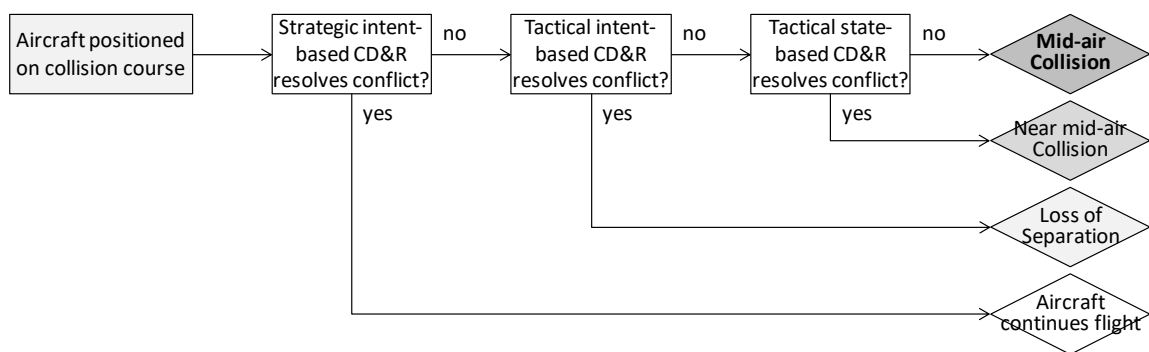 Aircraft positioned
on collision course
Strategic intent-
based CD&R
resolves conflict?
no
yes
Tactical intent-
based CD&R
resolves conflict?
no
yes
Tactical state-
based CD&R
resolves conflict?
no
yes
Mid-air
Collision
Near mid-air
Collision
Loss of
Separation
Aircraft
continues flight